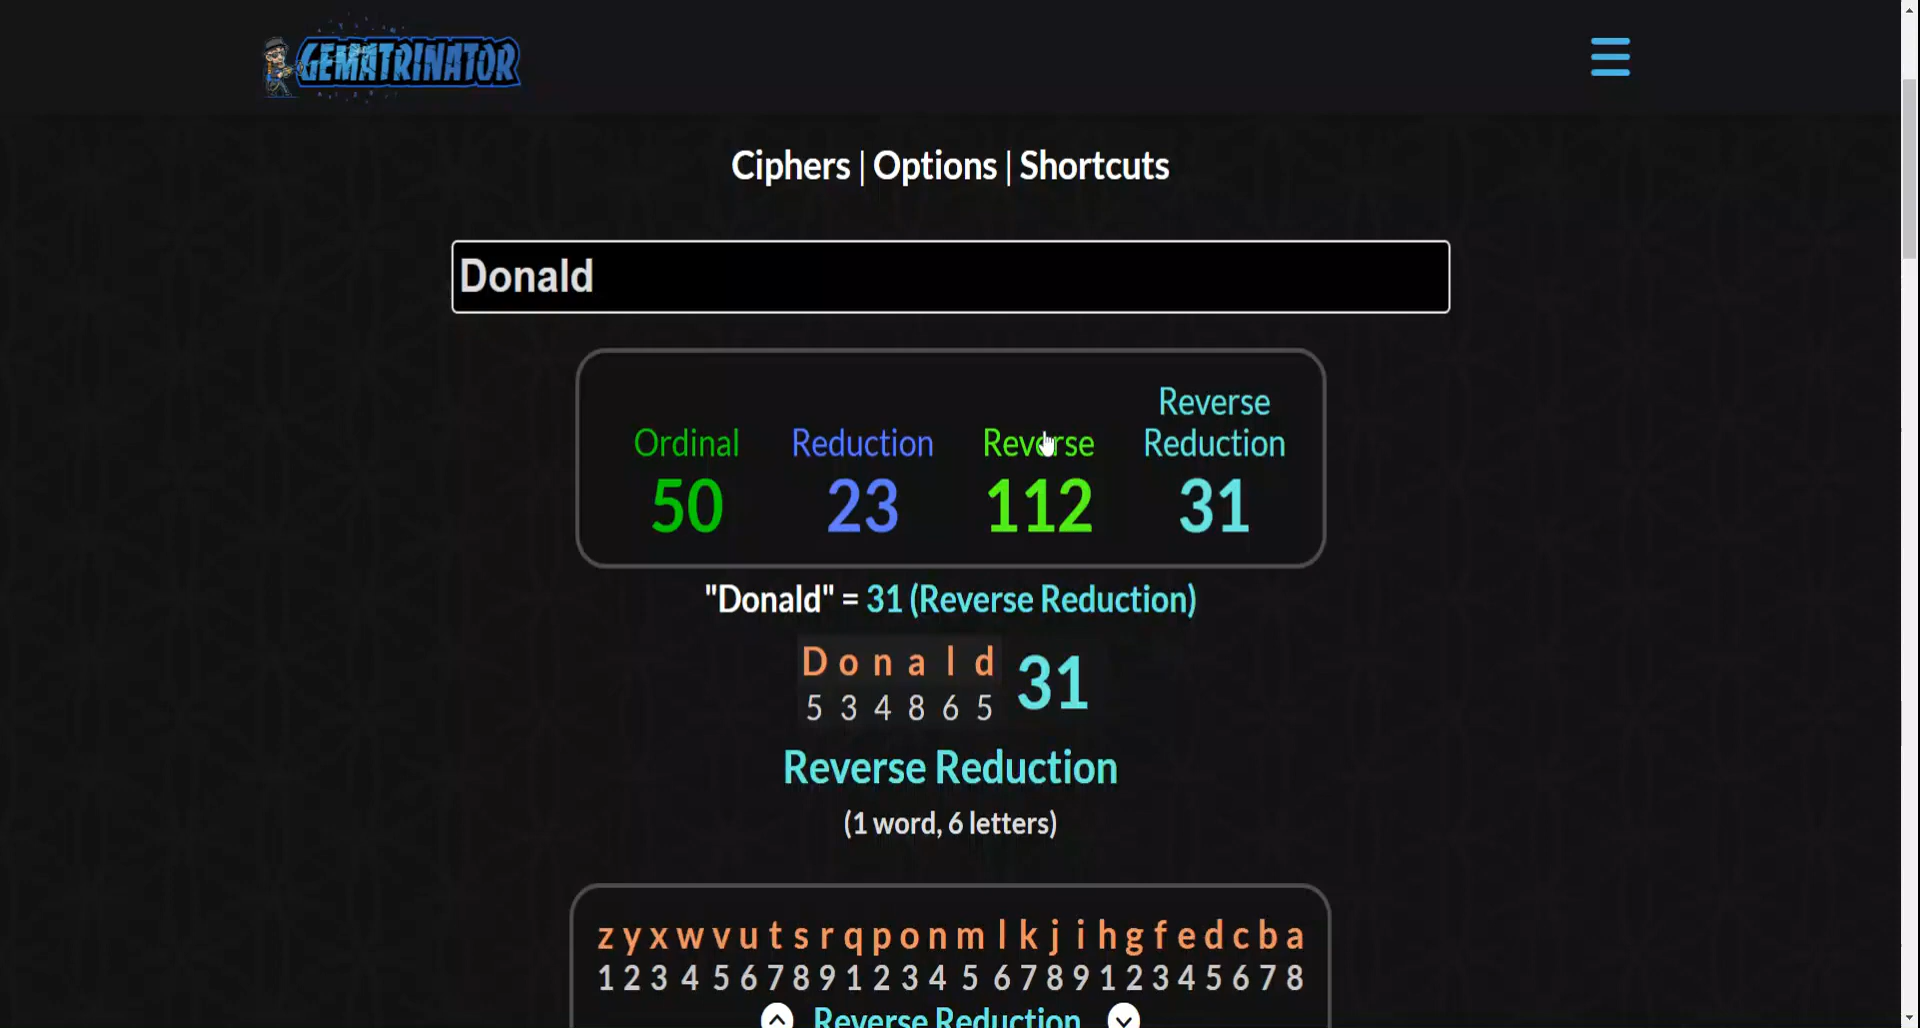 GEMATRINATOR
Ciphers | Options | Shortcuts
Donald
Ordinal Reduction Reverse Reverse Reduction
50 23 112 31
"Donald" = 31 (Reverse Reduction)
D o n a l d 31
5 3 4 8 6 5
Reverse Reduction
(1 word, 6 letters)
z y x w v u t s r q p o n m l k j i h g f e d c b a
1 2 3 4 5 6 7 8 9 1 2 3 4 5 6 7 8 9 1 2 3 4 5 6 7 8
Reverse Reduction